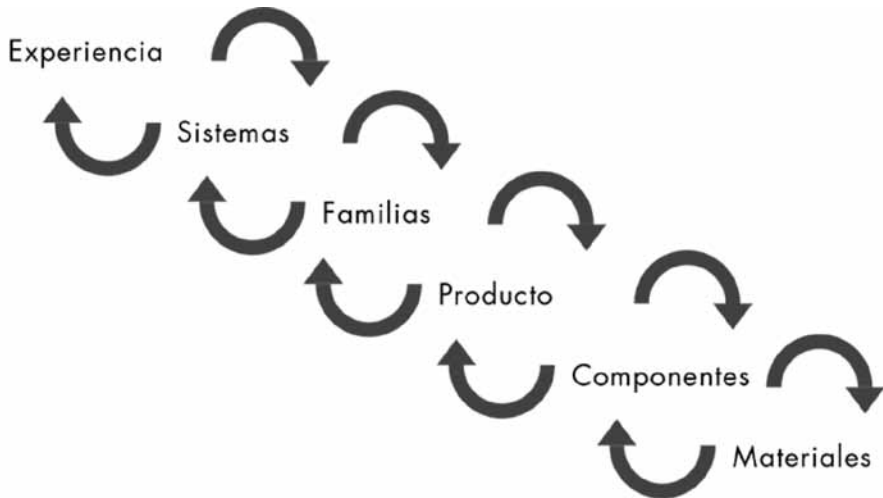 Experiencia
Sistemas
Familias
Producto
Componentes
Materiales